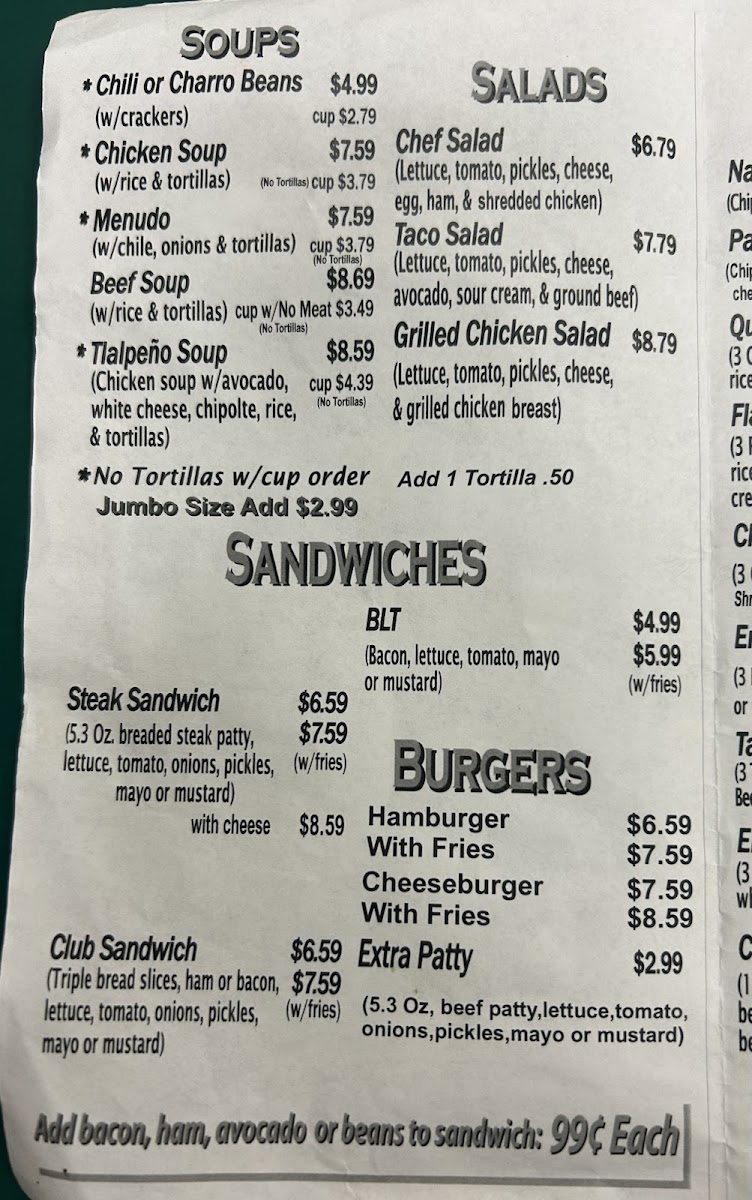 SOUPS
* Chili or Charro Beans $4.99
(w/crackers) cup $2.79
* Chicken Soup $7.59
(w/rice & tortillas) (No Tortillas) cup $3.79
* Menudo $7.59
(w/chile, onions & tortillas) cup $3.79
(No Tortillas)
Beef Soup $8.69
(w/rice & tortillas) cup w/No Meat $3.49
(No Tortillas)
* Tlalpeño Soup $8.59
(Chicken soup w/avocado, cup $4.39
white cheese, chipolte, rice, (No Tortillas)
& tortillas)
*No Tortillas w/cup order Add 1 Tortilla .50
Jumbo Size Add $2.99
SALADS
Chef Salad $6.79
(Lettuce, tomato, pickles, cheese,
egg, ham, & shredded chicken)
Taco Salad $7.79
(Lettuce, tomato, pickles, cheese,
avocado, sour cream, & ground beef)
Grilled Chicken Salad $8.79
(Lettuce, tomato, pickles, cheese,
& grilled chicken breast)
SANDWICHES
BLT $4.99
(Bacon, lettuce, tomato, mayo $5.99
or mustard) (w/fries)
Steak Sandwich $6.59
(5.3 Oz. breaded steak patty, $7.59
lettuce, tomato, onions, pickles, (w/fries)
mayo or mustard)
with cheese $8.59
Club Sandwich $6.59
(Triple bread slices, ham or bacon, $7.59
lettuce, tomato, onions, pickles, (w/fries)
mayo or mustard)
BURGERS
Hamburger $6.59
With Fries $7.59
Cheeseburger $7.59
With Fries $8.59
Extra Patty $2.99
(5.3 Oz, beef patty,lettuce,tomato,
onions,pickles,mayo or mustard)
Add bacon, ham, avocado or beans to sandwich: 99¢ Each